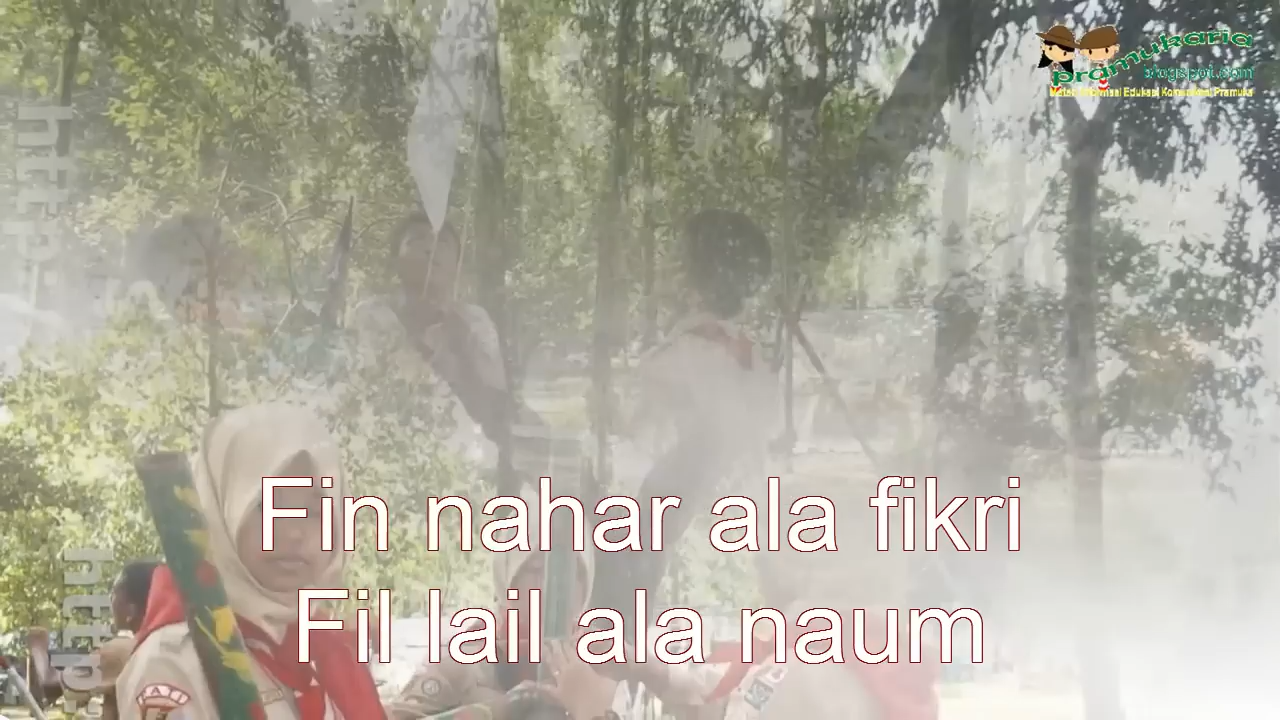 pramukaria
blogspot.com
Fin nahar ala fikri
Fil lail ala naum